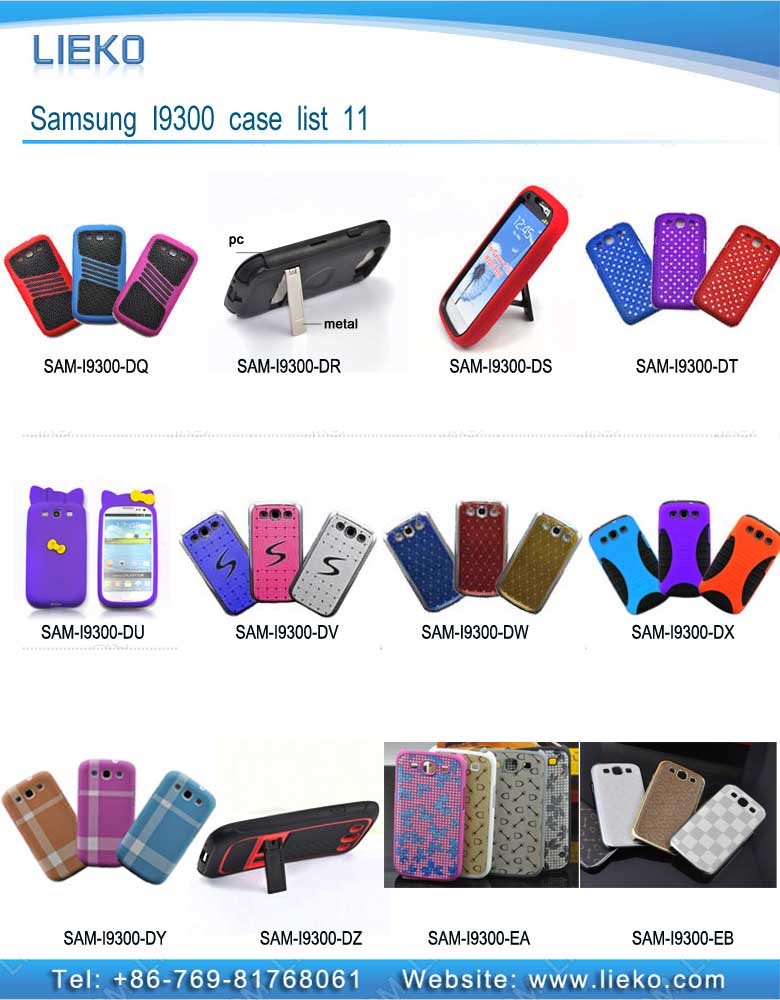 LIEKO
Samsung I9300 case list 11
pc
metal
12:45
SAM-I9300-DQ SAM-I9300-DR SAM-I9300-DS SAM-I9300-DT
SAM-I9300-DU SAM-I9300-DV SAM-I9300-DW SAM-I9300-DX
SAM-I9300-DY SAM-I9300-DZ SAM-I9300-EA SAM-I9300-EB
Tel: +86-769-81768061 Website: www.lieko.com